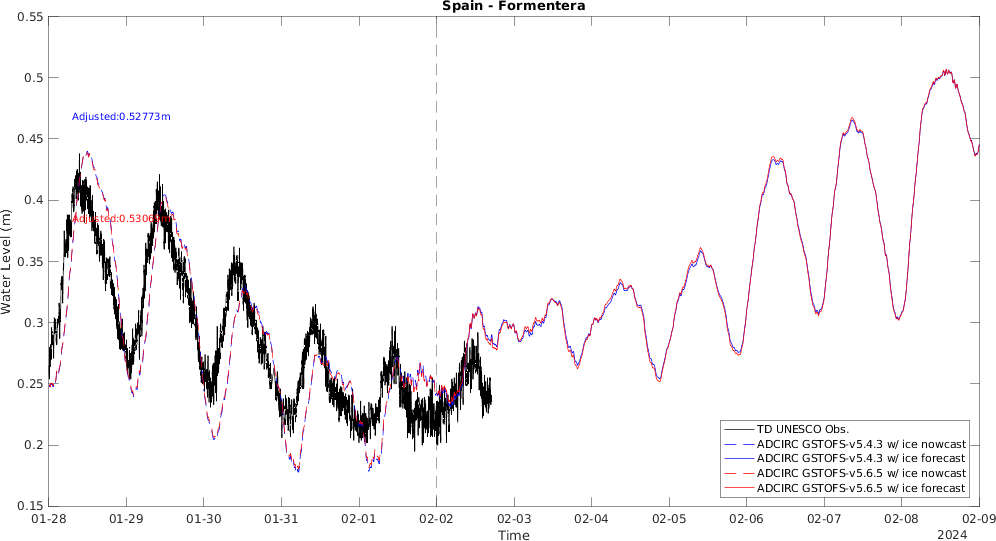 Spain - Formentera
0.55
0.5
0.45
0.4
0.35
0.3
0.25
0.2
0.15
Water Level (m)
Adjusted:0.52773m
TD UNESCO Obs.
ADCIRC GSTOFS-v5.4.3 w/ ice nowcast
ADCIRC GSTOFS-v5.4.3 w/ ice forecast
ADCIRC GSTOFS-v5.6.5 w/ ice nowcast
ADCIRC GSTOFS-v5.6.5 w/ ice forecast
01-28 01-29 01-30 01-31 02-01 02-02 02-03 02-04 02-05 02-06 02-07 02-08 02-09
Time
2024